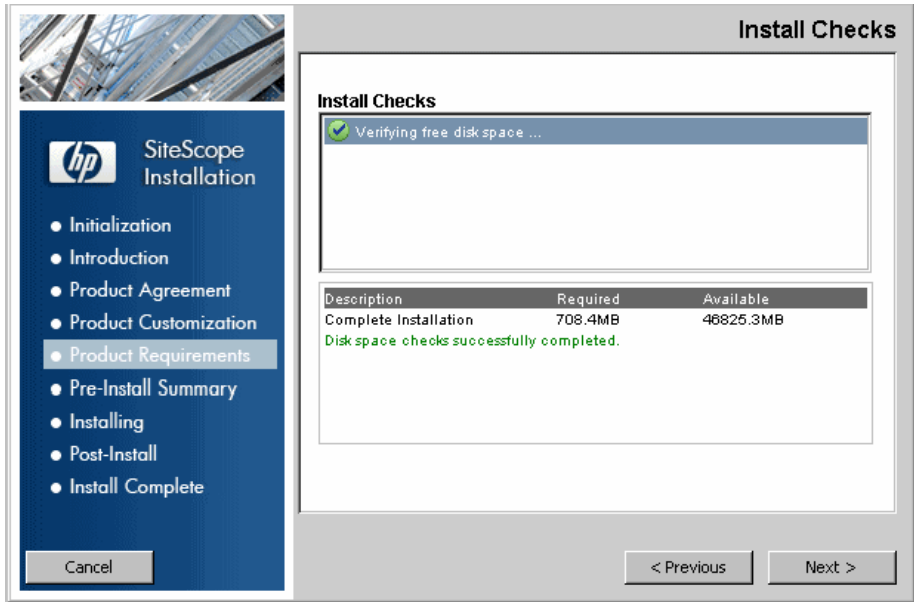 Install Checks
hp
SiteScope
Installation
Initialization
Introduction
Product Agreement
Product Customization
Product Requirements
Pre-Install Summary
Installing
Post-Install
Install Complete
Cancel
Install Checks
Verifying free disk space ...
Description Required Available
Complete Installation 708.4MB 46825.3MB
Disk space checks successfully completed.
< Previous Next >